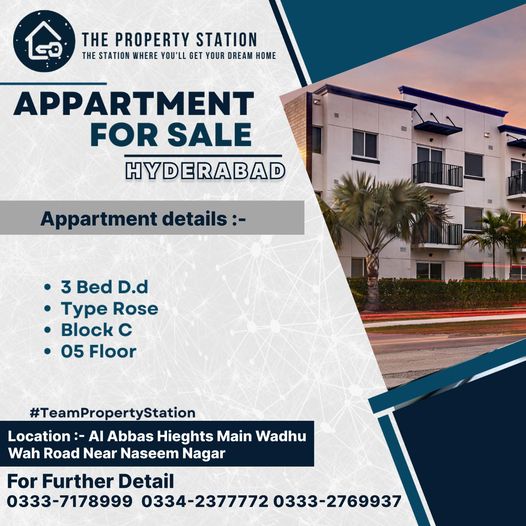 THE PROPERTY STATION
THE STATION WHERE YOU'LL GET YOUR DREAM HOME
APPARTMENT
FOR SALE
HYDERABAD
Appartment details :-
• 3 Bed D.d
• Type Rose
• Block C
• 05 Floor
#TeamPropertyStation
Location :- Al Abbas Hieghts Main Wadhu
Wah Road Near Naseem Nagar
For Further Detail
0333-7178999 0334-2377772 0333-2769937